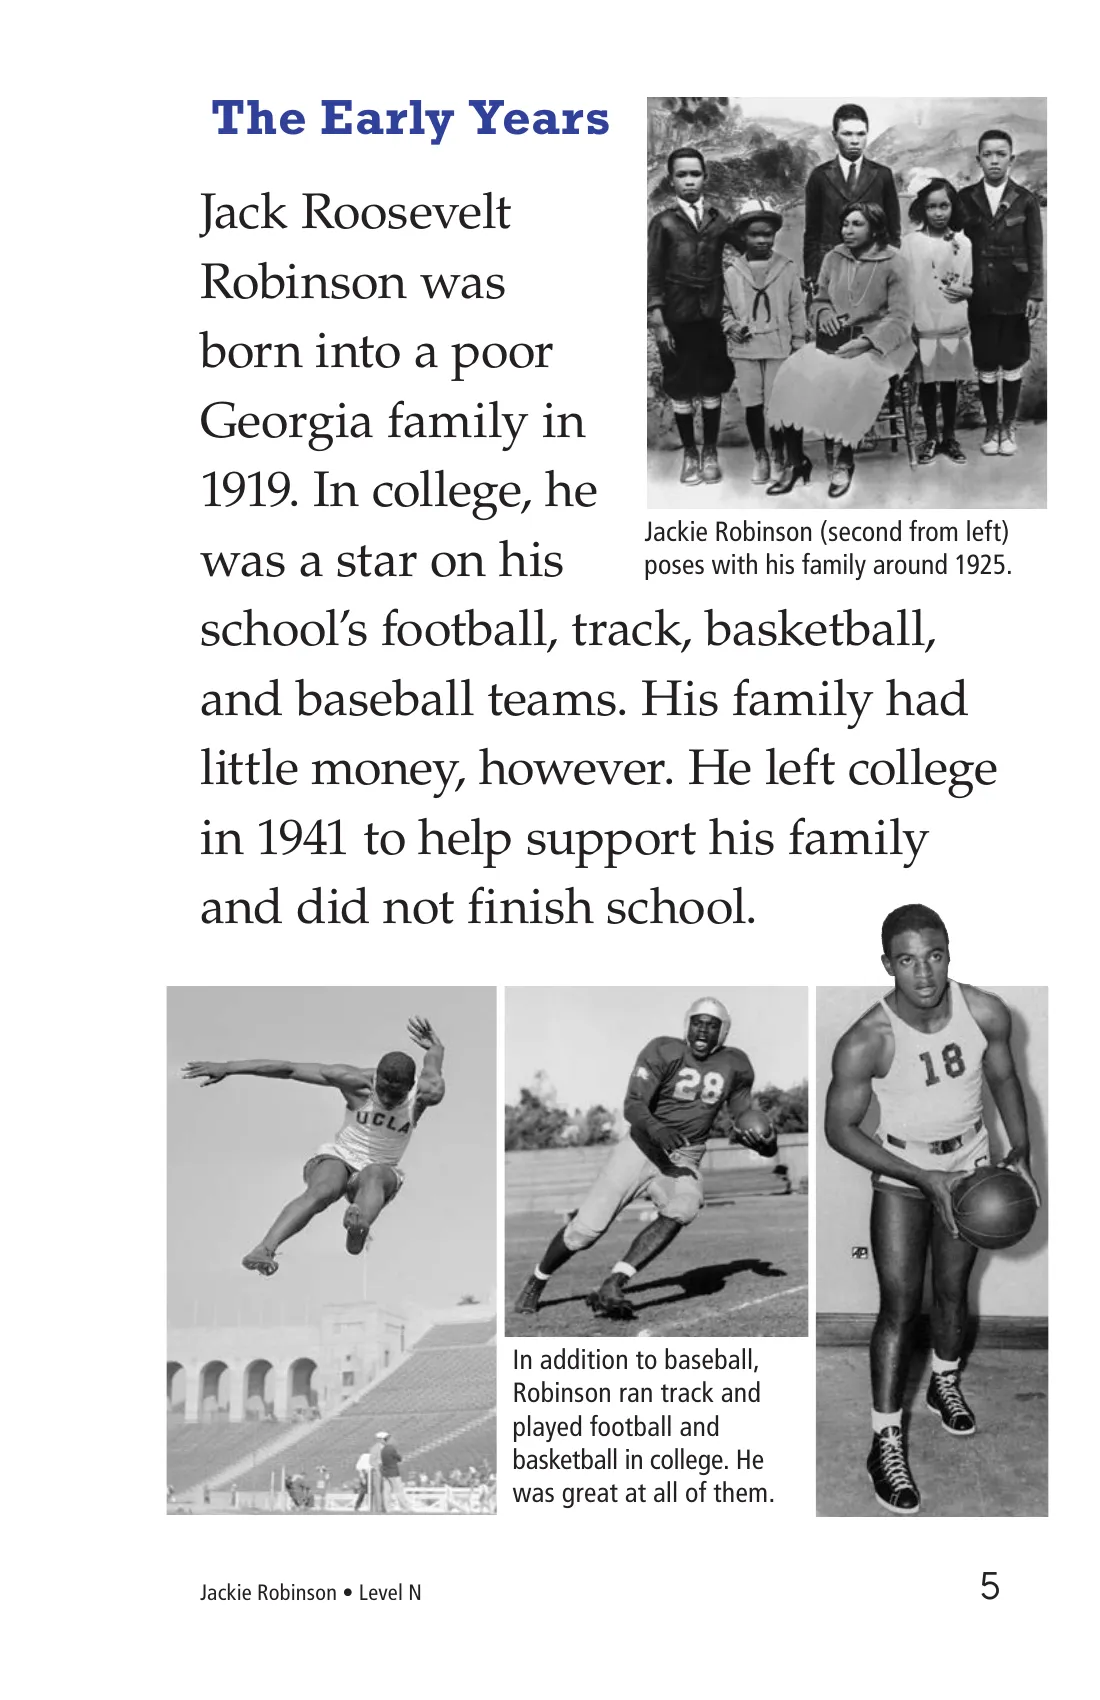 The Early Years
Jack Roosevelt
Robinson was
born into a poor
Georgia family in
1919. In college, he
was a star on his
school’s football, track, basketball,
and baseball teams. His family had
little money, however. He left college
in 1941 to help support his family
and did not finish school.
Jackie Robinson (second from left)
poses with his family around 1925.
UCLA
28
18
In addition to baseball,
Robinson ran track and
played football and
basketball in college. He
was great at all of them.
Jackie Robinson • Level N
5